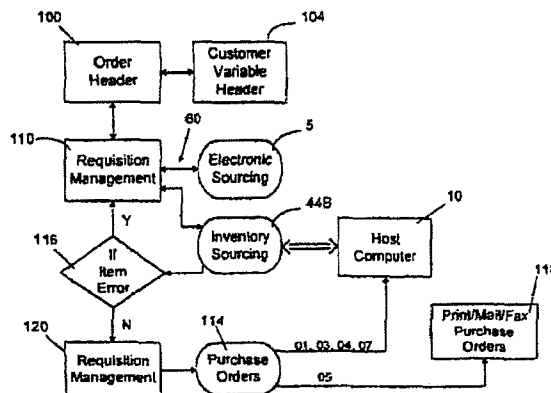 100
104
Order
Header
Customer
Variable
Header
110
60
5
Requisition
Management
Electronic
Sourcing
44B
10
Y
116
If
Item
Error
Inventory
Sourcing
Host
Computer
N
120
114
Print/Mail/Fax
Purchase
Orders
Requisition
Management
Purchase
Orders
01, 03, 04, 07
05